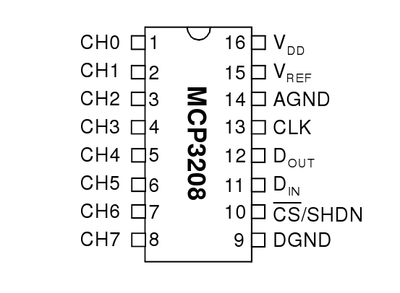 CH0 1 16 VDD
CH1 2 15 VREF
CH2 3 14 AGND
CH3 4 13 CLK
CH4 5 12 DOUT
CH5 6 11 DIN
CH6 7 10 CS/SHDN
CH7 8 9 DGND
MCP3208